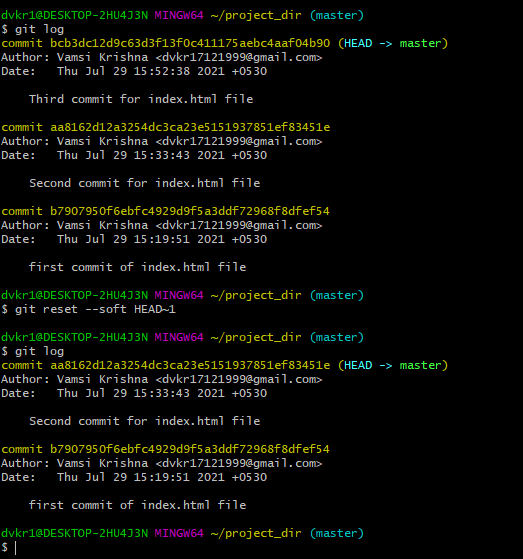 dvkr1@DESKTOP-2HU4J3N MINGW64 ~/project_dir (master)
$ git log
commit bcb3dc12d9c63d3f13f0c411175aebc4aaf04b90 (HEAD -> master)
Author: Vamsi Krishna <dvkr17121999@gmail.com>
Date:   Thu Jul 29 15:52:38 2021 +0530

    Third commit for index.html file

commit aa8162d12a3254dc3ca23e5151937851ef83451e
Author: Vamsi Krishna <dvkr17121999@gmail.com>
Date:   Thu Jul 29 15:33:43 2021 +0530

    Second commit for index.html file

commit b7907950f6ebfc4929d9f5a3ddf72968f8dfef54
Author: Vamsi Krishna <dvkr17121999@gmail.com>
Date:   Thu Jul 29 15:19:51 2021 +0530

    first commit of index.html file

dvkr1@DESKTOP-2HU4J3N MINGW64 ~/project_dir (master)
$ git reset --soft HEAD~1

dvkr1@DESKTOP-2HU4J3N MINGW64 ~/project_dir (master)
$ git log
commit aa8162d12a3254dc3ca23e5151937851ef83451e (HEAD -> master)
Author: Vamsi Krishna <dvkr17121999@gmail.com>
Date:   Thu Jul 29 15:33:43 2021 +0530

    Second commit for index.html file

commit b7907950f6ebfc4929d9f5a3ddf72968f8dfef54
Author: Vamsi Krishna <dvkr17121999@gmail.com>
Date:   Thu Jul 29 15:19:51 2021 +0530

    first commit of index.html file

dvkr1@DESKTOP-2HU4J3N MINGW64 ~/project_dir (master)
$